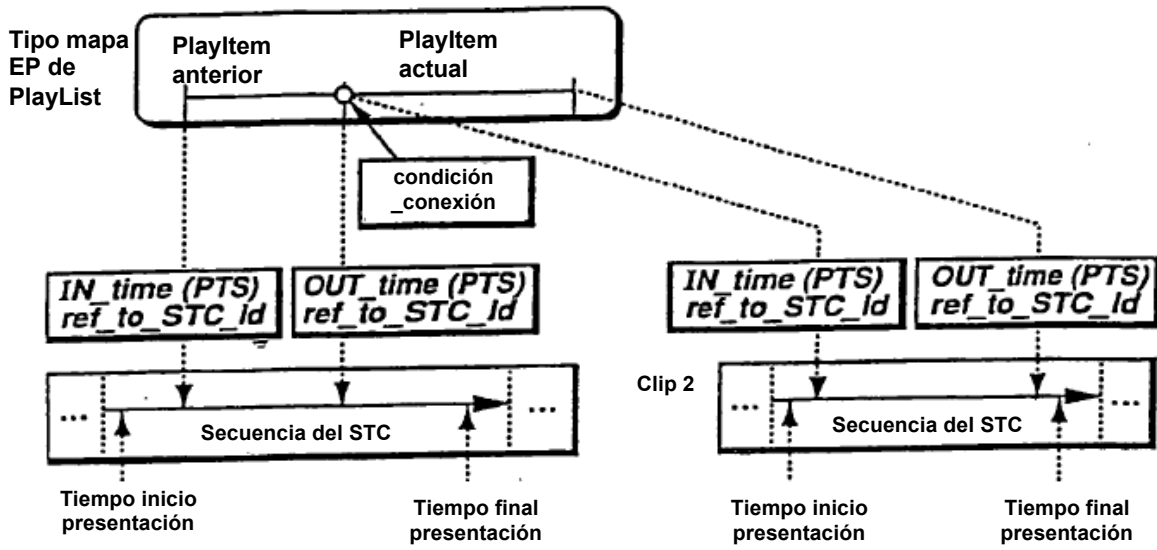 Tipo mapa
EP de
PlayList
PlayItem
anterior
PlayItem
actual
condición
_conexión
IN_time (PTS)
ref_to_STC_Id
OUT_time (PTS)
ref_to_STC_Id
IN_time (PTS)
ref_to_STC_Id
OUT_time (PTS)
ref_to_STC_Id
...
Secuencia del STC
...
Clip 2
...
Secuencia del STC
...
Tiempo inicio
presentación
Tiempo final
presentación
Tiempo inicio
presentación
Tiempo final
presentación